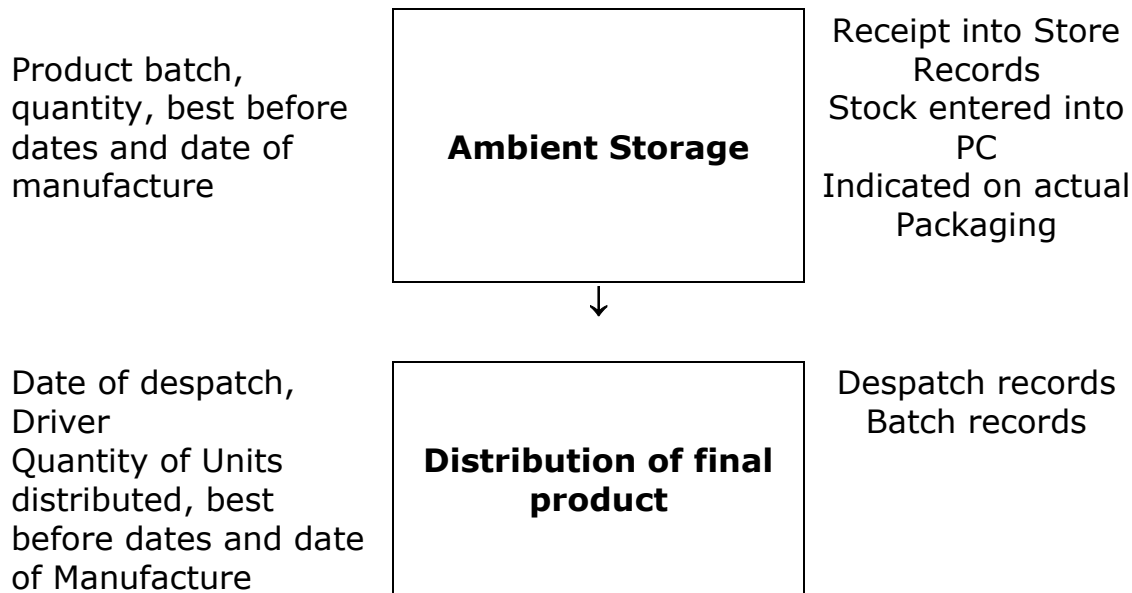 Product batch,
quantity, best before
dates and date of
manufacture
Ambient Storage
Receipt into Store
Records
Stock entered into
PC
Indicated on actual
Packaging
↓
Date of despatch,
Driver
Quantity of Units
distributed, best
before dates and date
of Manufacture
Distribution of final
product
Despatch records
Batch records